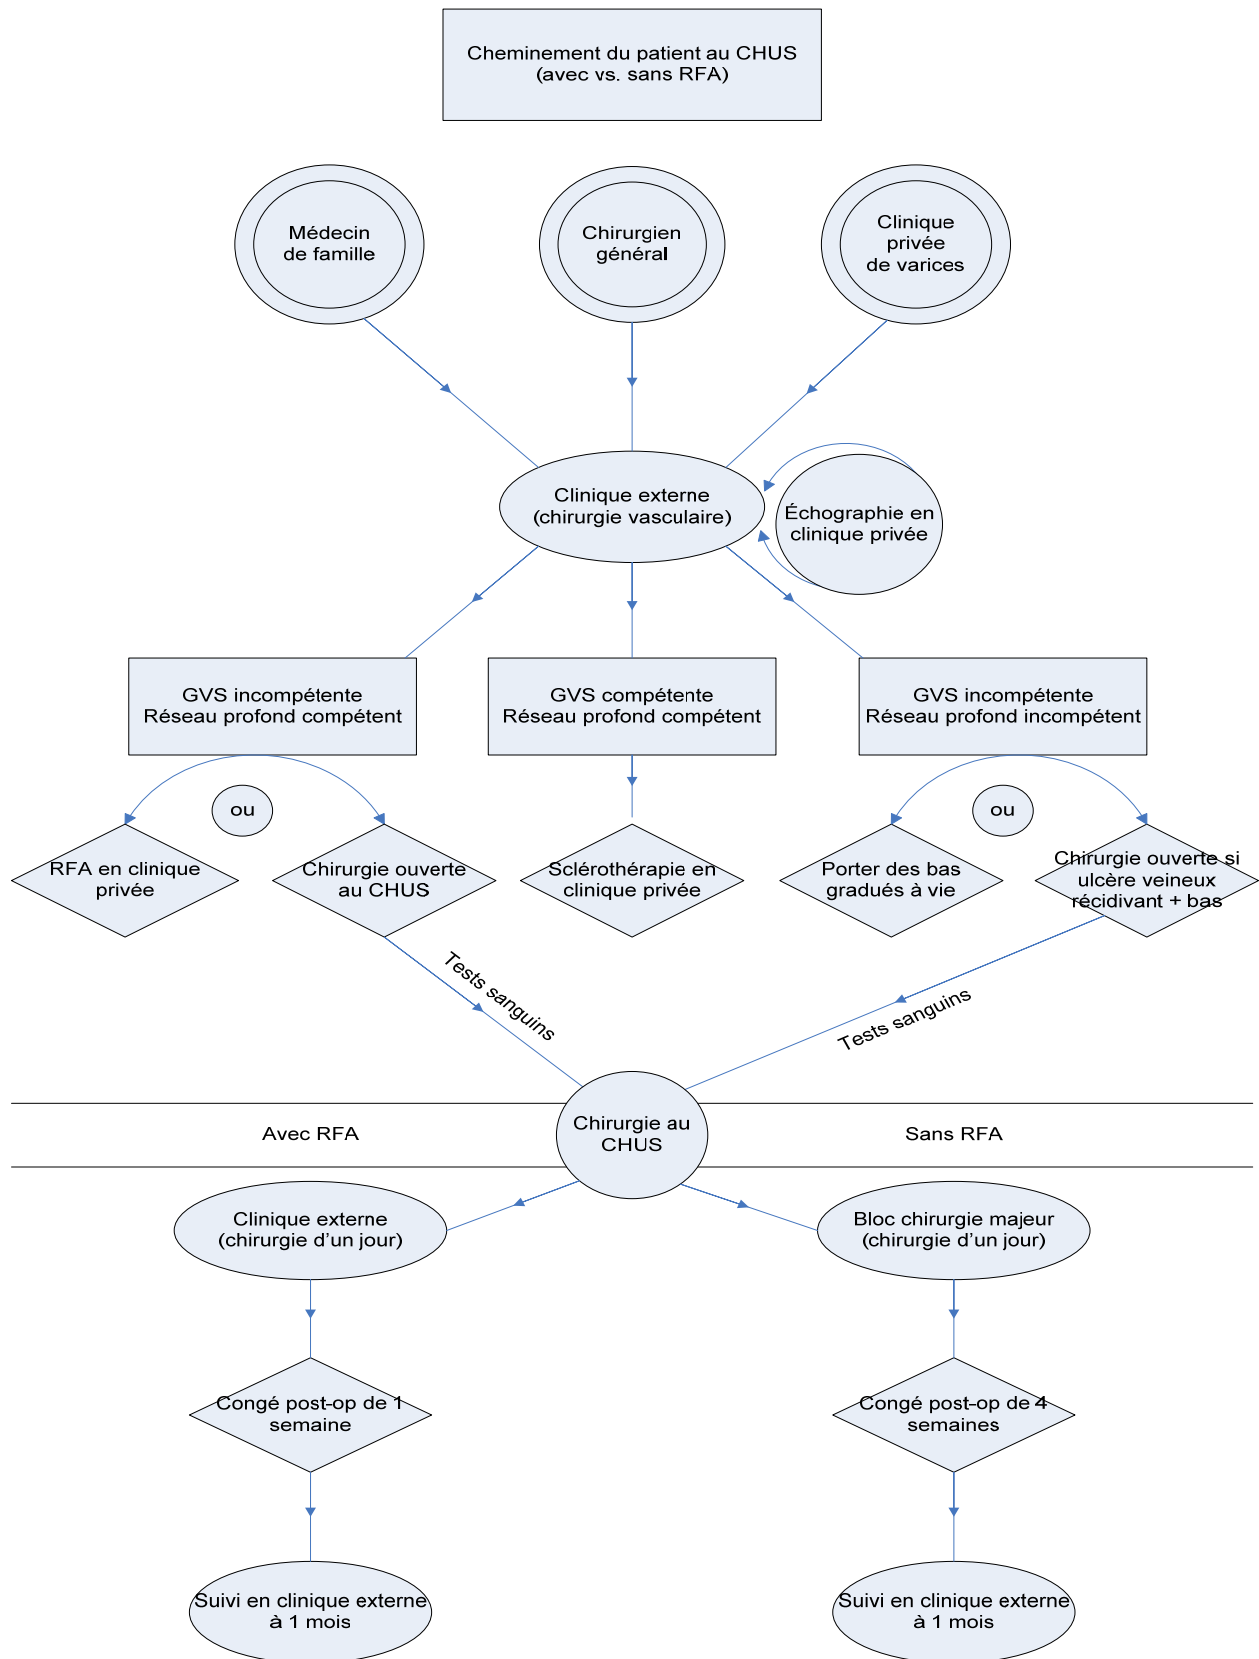 Cheminement du patient au CHUS
(avec vs. sans RFA)
Médecin
de famille
Chirurgien
général
Clinique
privée
de varices
Clinique externe
(chirurgie vasculaire)
Échographie en
clinique privée
GVS incompétente
Réseau profond compétent
GVS compétente
Réseau profond compétent
GVS incompétente
Réseau profond incompétent
ou
ou
RFA en clinique
privée
Chirurgie ouverte
au CHUS
Sclérothérapie en
clinique privée
Porter des bas
gradués à vie
Chirurgie ouverte si
ulcère veineux
récidivant + bas
Tests sanguins
Tests sanguins
Avec RFA
Chirurgie au
CHUS
Sans RFA
Clinique externe
(chirurgie d'un jour)
Bloc chirurgie majeur
(chirurgie d'un jour)
Congé post-op de 1
semaine
Congé post-op de 4
semaines
Suivi en clinique externe
à 1 mois
Suivi en clinique externe
à 1 mois